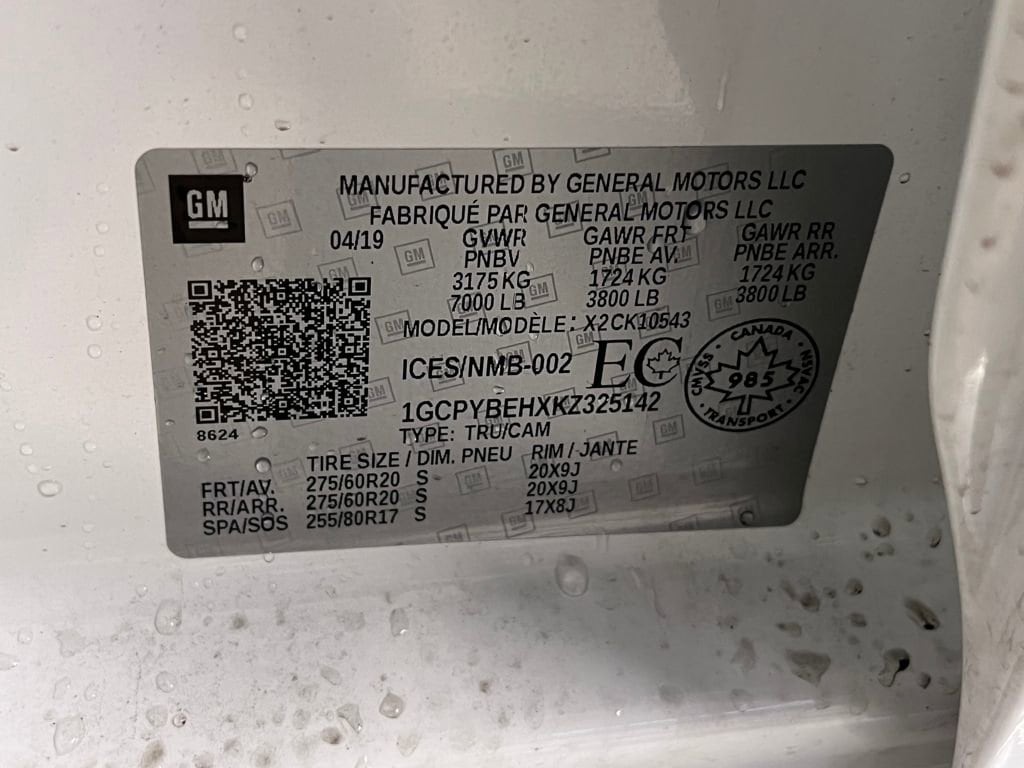 GM
MANUFACTURED BY GENERAL MOTORS LLC
FABRIQUÉ PAR GENERAL MOTORS LLC
04/19 GVWR GAWR FRT GAWR RR
PNBV PNBE AV. PNBE ARR.
3175 KG 1724 KG 1724 KG
7000 LB 3800 LB 3800 LB
MODEL/MODÈLE: X2CK10543
ICES/NMB-002 EC
CANADA
CMVSS · NSVAC
985
TRANSPORT
1GCPYBEHXKZ325142
8624
TYPE: TRU/CAM
TIRE SIZE / DIM. PNEU RIM / JANTE
FRT/AV. 275/60R20 S 20X9J
RR/ARR. 275/60R20 S 20X9J
SPA/SOS 255/80R17 S 17X8J